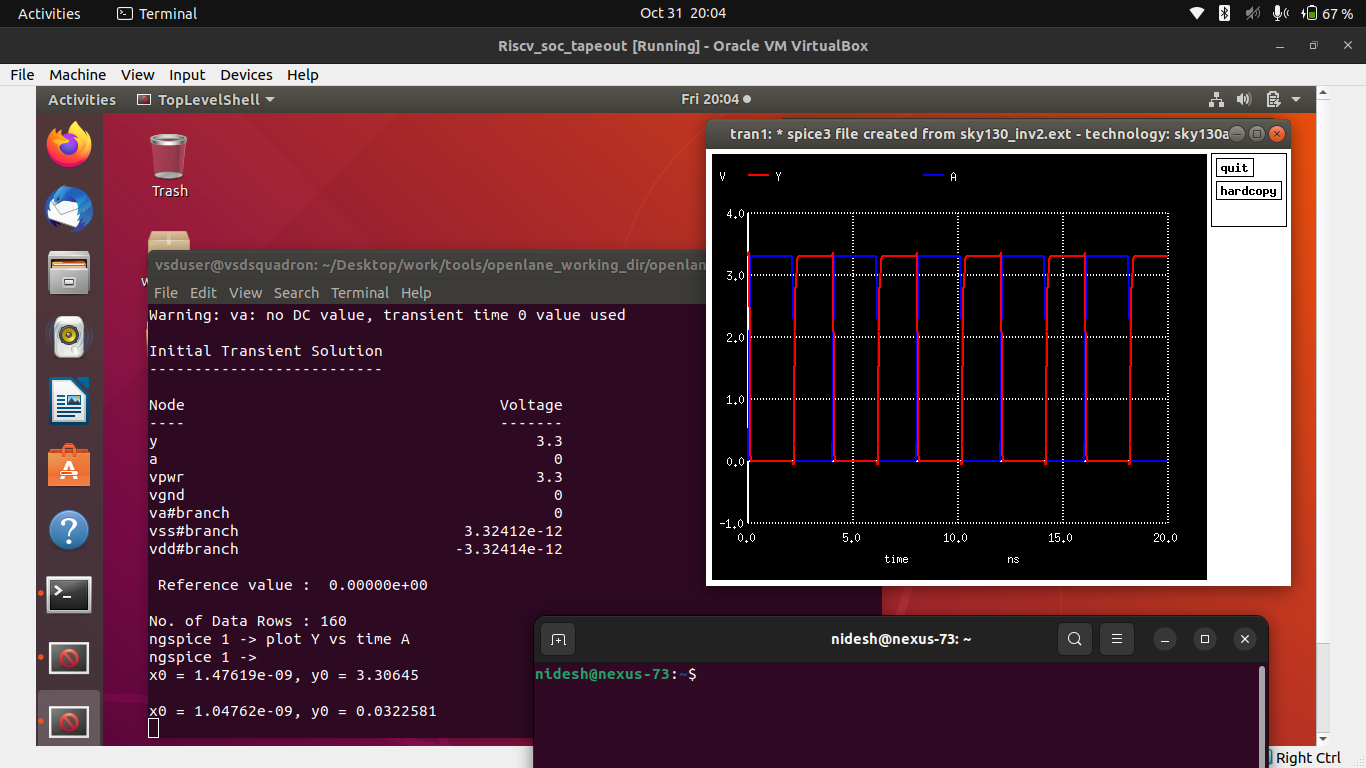 Activities Terminal Oct 31 20:04 67 %
Riscv_soc_tapeout [Running] - Oracle VM VirtualBox
File Machine View Input Devices Help
Activities TopLevelShell Fri 20:04
Trash
vsduser@vsdsquadron: ~/Desktop/work/tools/openlane_working_dir/openlan
File Edit View Search Terminal Help
Warning: va: no DC value, transient time 0 value used
Initial Transient Solution
--------------------------
Node Voltage
---- -------
y 3.3
a 0
vpwr 3.3
vgnd 0
va#branch 0
vss#branch 3.32412e-12
vdd#branch -3.32414e-12
Reference value : 0.00000e+00
No. of Data Rows : 160
ngspice 1 -> plot Y vs time A
ngspice 1 ->
x0 = 1.47619e-09, y0 = 3.30645
x0 = 1.04762e-09, y0 = 0.0322581
tran1: * spice3 file created from sky130_inv2.ext - technology: sky130a
quit
hardcopy
V Y A
4.0
3.0
2.0
1.0
0.0
-1.0
0.0 5.0 10.0 15.0 20.0
time ns
nidesh@nexus-73: ~
nidesh@nexus-73:~$
Right Ctrl